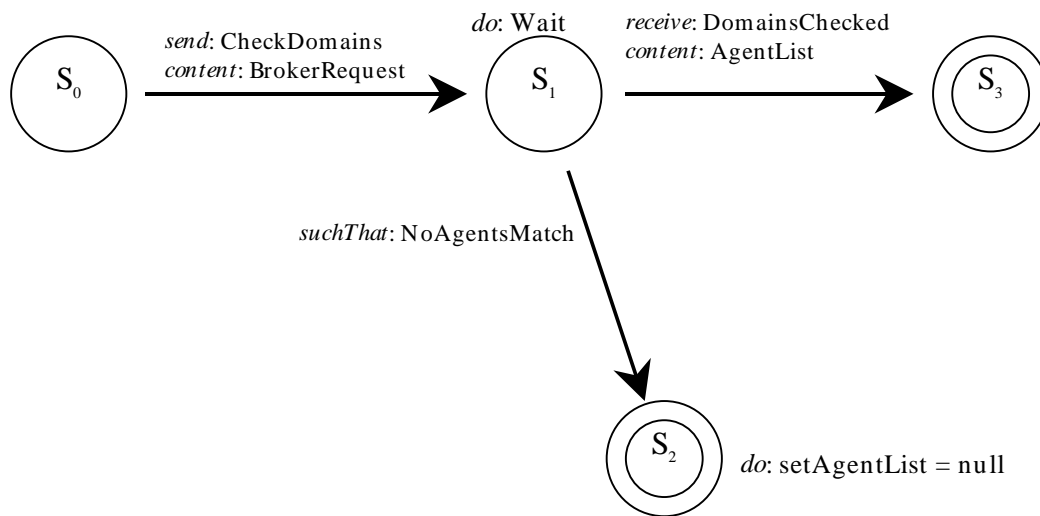 do: Wait
send: CheckDomains
content: BrokerRequest
receive: DomainsChecked
content: AgentList
S0
S1
S3
suchThat: NoAgentsMatch
S2
do: setAgentList = null